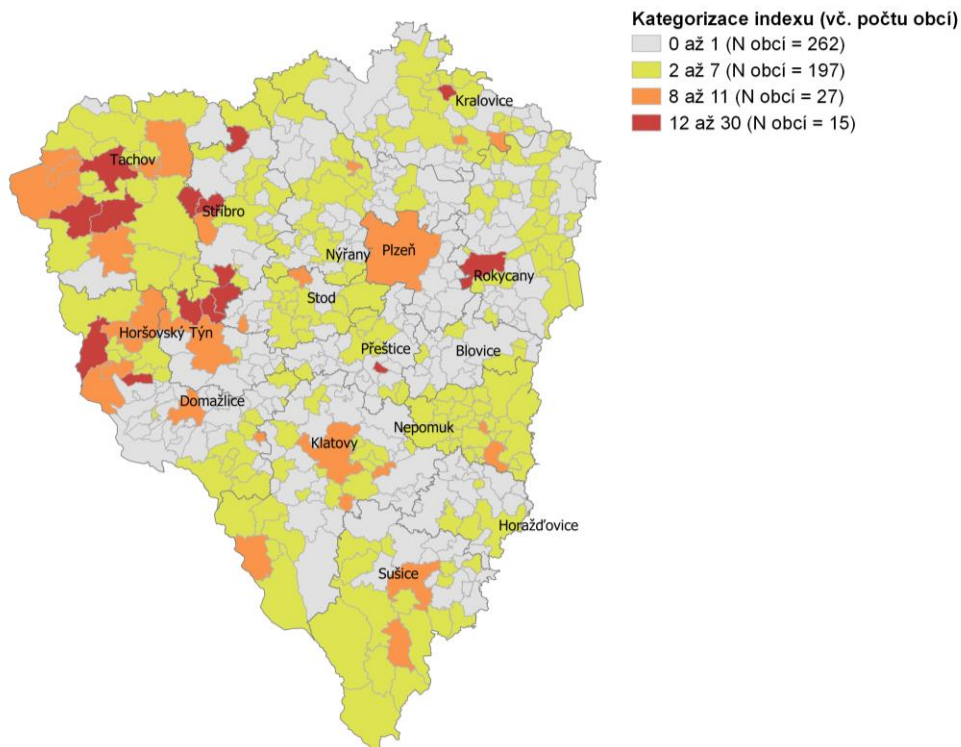 Kategorizace indexu (vč. počtu obcí)
0 až 1 (N obcí = 262)
2 až 7 (N obcí = 197)
8 až 11 (N obcí = 27)
12 až 30 (N obcí = 15)
Kralovice
Tachov
Stříbro
Nýřany
Plzeň
Rokycany
Stod
Horšovský Týn
Přeštice
Blovice
Domažlice
Nepomuk
Klatovy
Horažďovice
Sušice